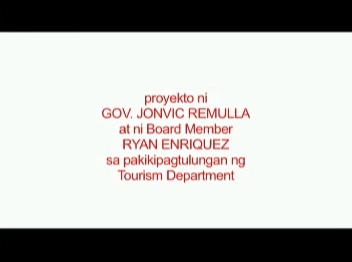 proyekto ni
GOV. JONVIC REMULLA
at ni Board Member
RYAN ENRIQUEZ
sa pakikipagtulungan ng
Tourism Department